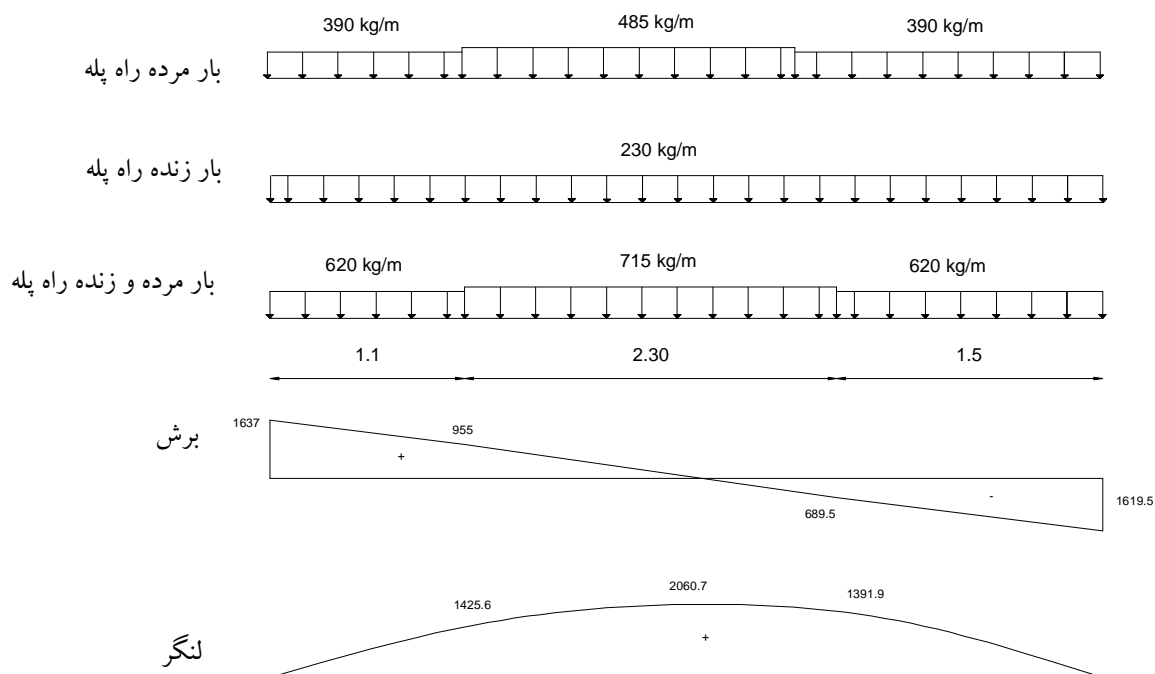 390 kg/m 485 kg/m 390 kg/m
بار مرده راه پله
230 kg/m
بار زنده راه پله
620 kg/m 715 kg/m 620 kg/m
بار مرده و زنده راه پله
1.1 2.30 1.5
1637 955
برش
+ -
689.5 1619.5
2060.7
1425.6 1391.9
+
لنگر